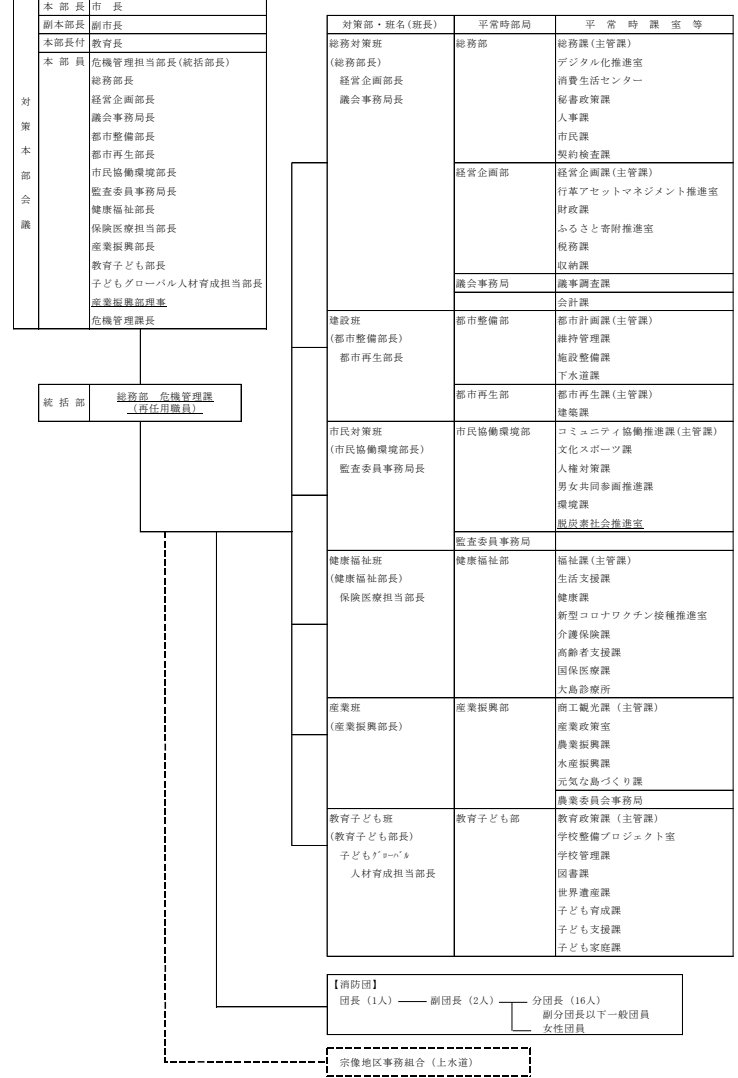 本部長 市　長
副本部長 副市長
本部長付 教育長
本部員 危機管理担当部長(統括部長)
総務部長
経営企画部長
議会事務局長
都市整備部長
都市再生部長
市民協働環境部長
監査委員事務局長
健康福祉部長
保険医療担当部長
産業振興部長
教育子ども部長
子どもグローバル人材育成担当部長
産業振興部理事
危機管理課長
対策本部会議
統括部 総務部　危機管理課
(再任用職員)
対策部・班名(班長) 平常時部局 平常時課室等
総務対策班 総務部 総務課(主管課)
(総務部長) デジタル化推進室
経営企画部長 消費生活センター
議会事務局長 秘書政策課
人事課
市民課
契約検査課
経営企画部 経営企画課(主管課)
行革アセットマネジメント推進室
財政課
ふるさと寄附推進室
税務課
収納課
議会事務局 議事調査課
会計課
建設班 都市整備部 都市計画課(主管課)
(都市整備部長) 維持管理課
都市再生部長 施設整備課
下水道課
都市再生部 都市再生課(主管課)
建築課
市民対策班 市民協働環境部 コミュニティ協働推進課(主管課)
(市民協働環境部長) 文化スポーツ課
監査委員事務局長 人権対策課
男女共同参画推進課
環境課
脱炭素社会推進室
監査委員事務局
健康福祉班 健康福祉部 福祉課(主管課)
(健康福祉部長) 生活支援課
保険医療担当部長 健康課
新型コロナワクチン接種推進室
介護保険課
高齢者支援課
国保医療課
大島診療所
産業班 産業振興部 商工観光課（主管課）
(産業振興部長) 産業政策室
農業振興課
水産振興課
元気な島づくり課
農業委員会事務局
教育子ども班 教育子ども部 教育政策課（主管課）
(教育子ども部長) 学校整備プロジェクト室
子どもｸﾞﾛｰﾊﾞﾙ 学校管理課
人材育成担当部長 図書課
世界遺産課
子ども育成課
子ども支援課
子ども家庭課
【消防団】
団長（1人） 副団長（2人） 分団長（16人）
副分団長以下一般団員
女性団員
宗像地区事務組合（上水道）